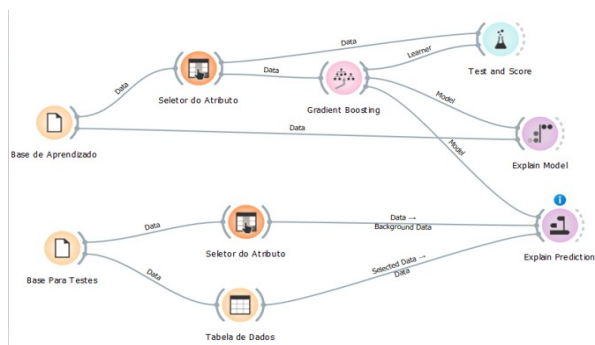 Data
Learner
Test and Score
Data
Data
Seletor do Atributo
Gradient Boosting
Model
Data
Base de Aprendizado
Explain Model
Model
Data
Data →
Background Data
Seletor do Atributo
Explain Prediction
Base Para Testes
Data
Selected Data →
Data
Tabela de Dados